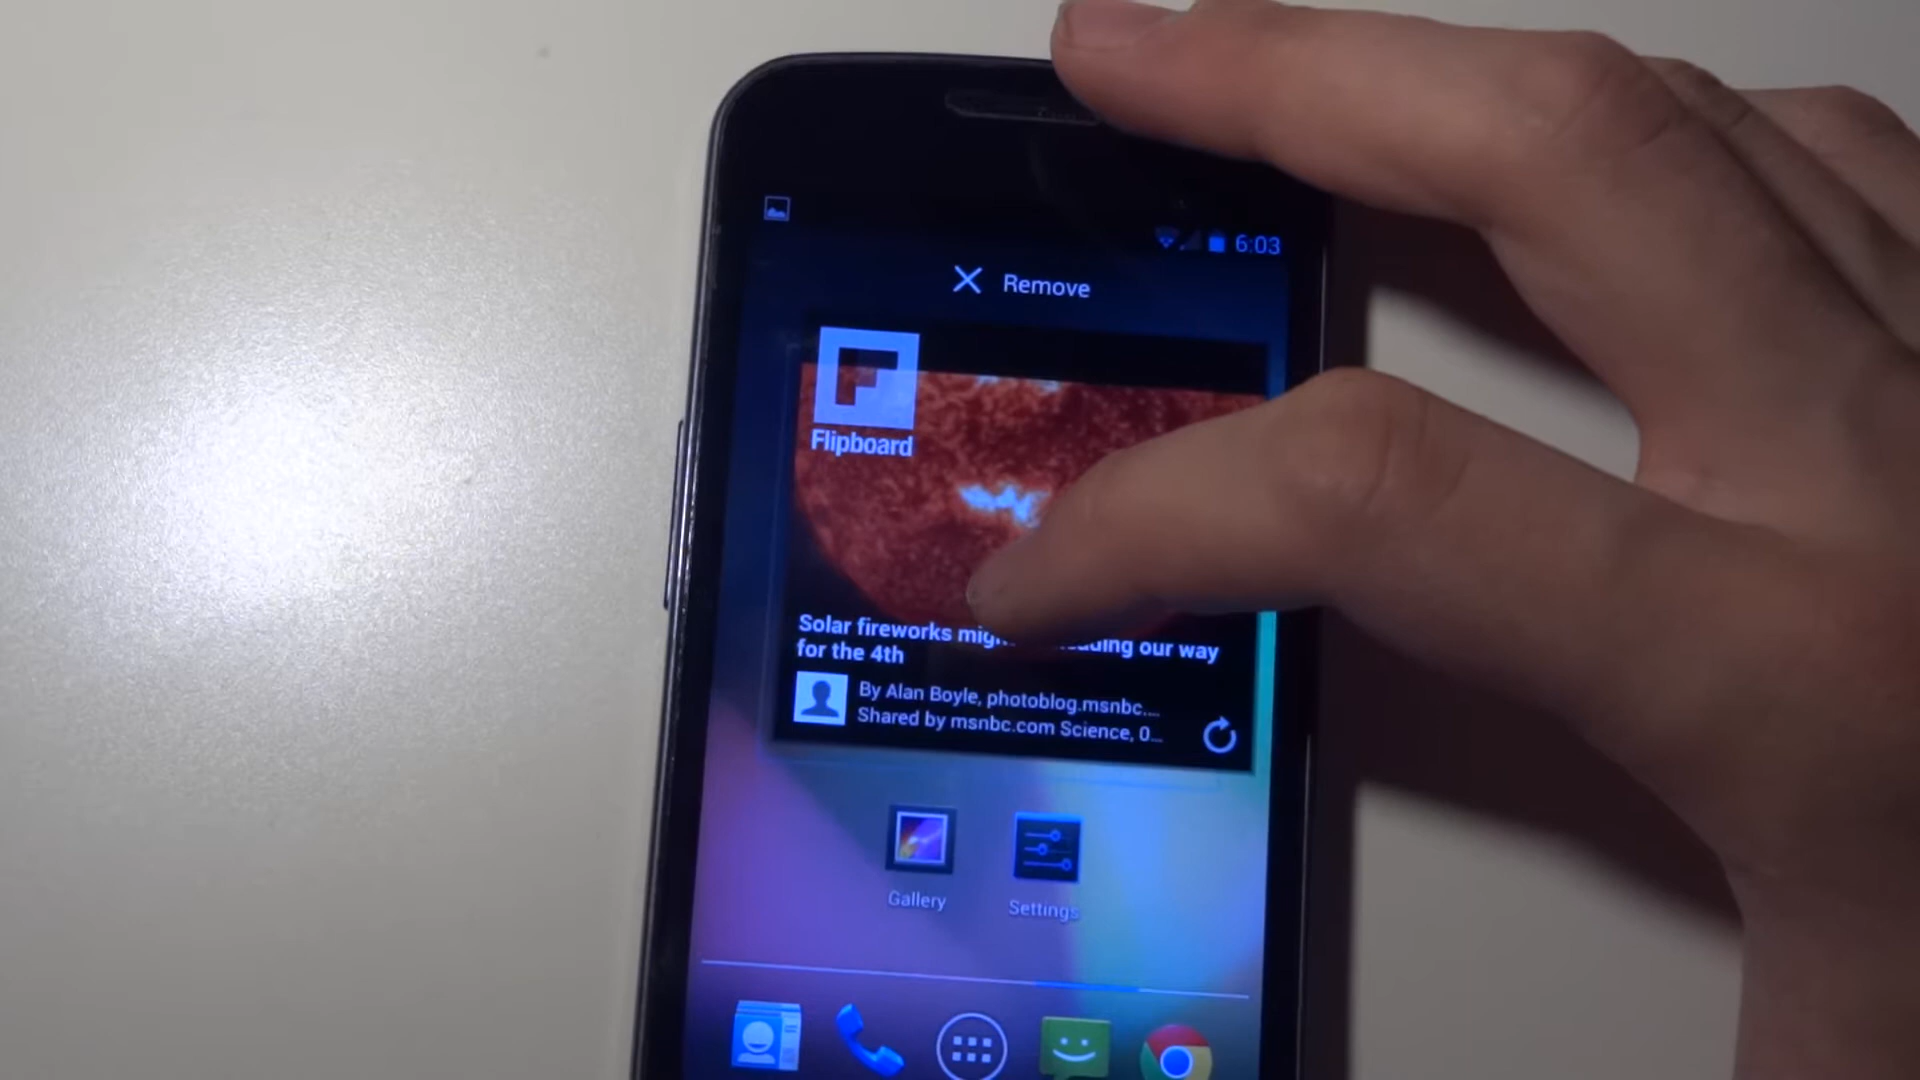 6:03
Remove
Flipboard
Solar fireworks our way
for the 4th
By Alan Boyle, photoblog.msnbc....
Shared by msnbc.com Science, 0...
Gallery
Settings